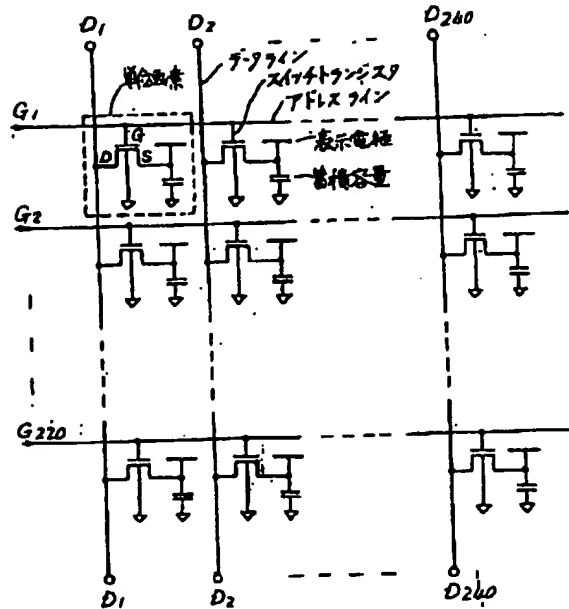 D1
D2
D240
データライン
スイッチトランジスタ
アドレスライン
単位画素
G1
G
D
S
表示電極
蓄積容量
G2
G220
D1
D2
D240